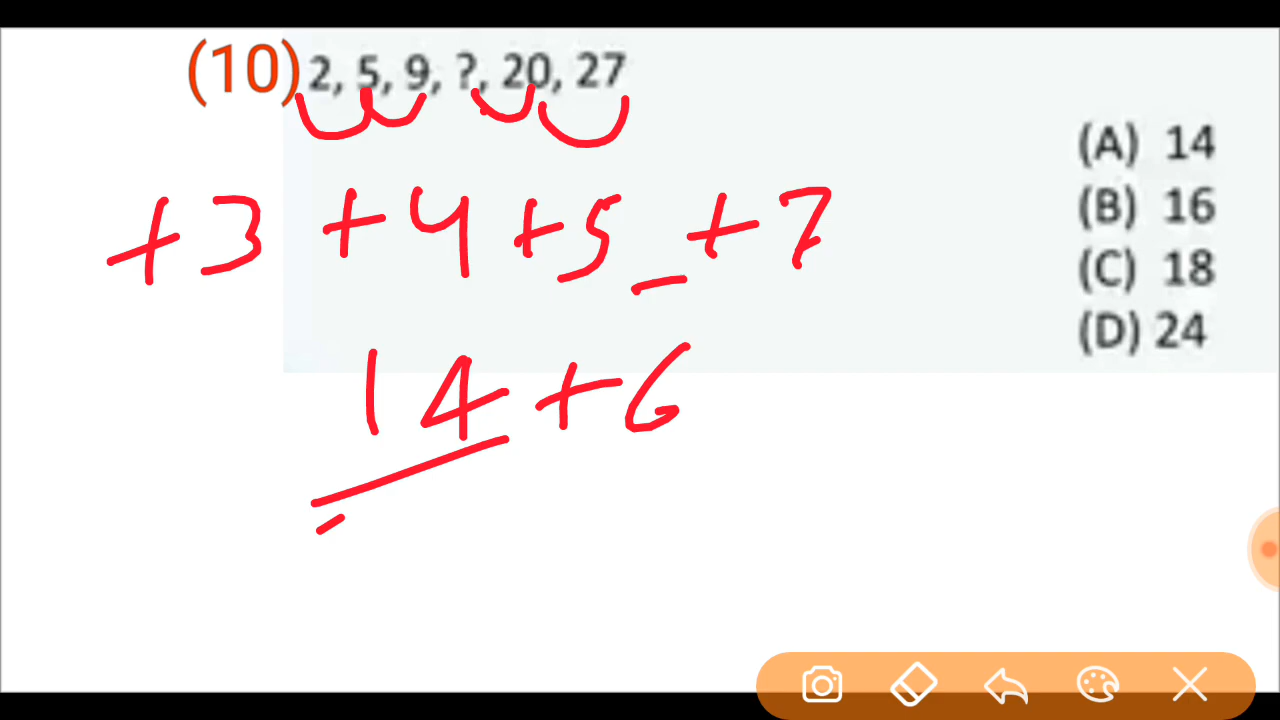 (10) 2, 5, 9, ?, 20, 27
(A) 14
(B) 16
(C) 18
(D) 24
+3 +4 +5 _ +7
14 +6